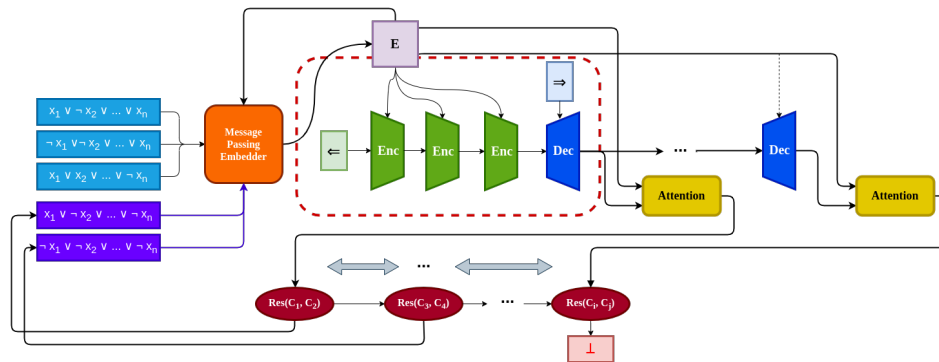 E
⇒
x₁ ∨ ¬ x₂ ∨ ... ∨ xₙ
¬ x₁ ∨¬ x₂ ∨ ... ∨ xₙ
x₁ ∨ x₂ ∨ ... ∨ ¬ xₙ
Message
Passing
Embedder
⇐
Enc
Enc
Enc
Dec
...
Dec
Attention
Attention
x₁ ∨ ¬ x₂ ∨ ... ∨ ¬ xₙ
¬ x₁ ∨ ¬ x₂ ∨ ... ∨ ¬ xₙ
...
Res(C₁, C₂)
Res(C₃, C₄)
...
Res(Cᵢ, Cⱼ)
⊥